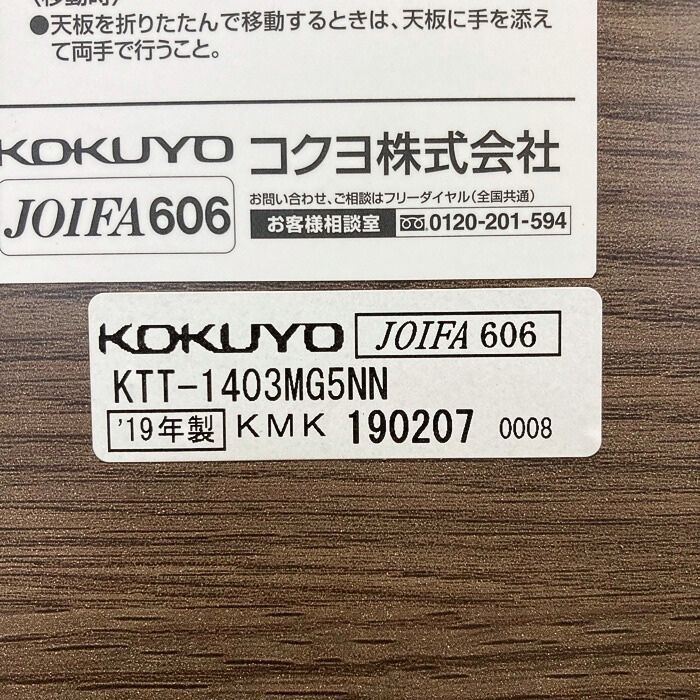 (移動時)
●天板を折りたたんで移動するときは、天板に手を添え
て両手で行うこと。
KOKUYO コクヨ株式会社
JOIFA606
お問い合わせ、ご相談はフリーダイヤル(全国共通)
お客様相談室 0120-201-594
KOKUYO JOIFA 606
KTT-1403MG5NN
'19年製 KMK 190207 0008